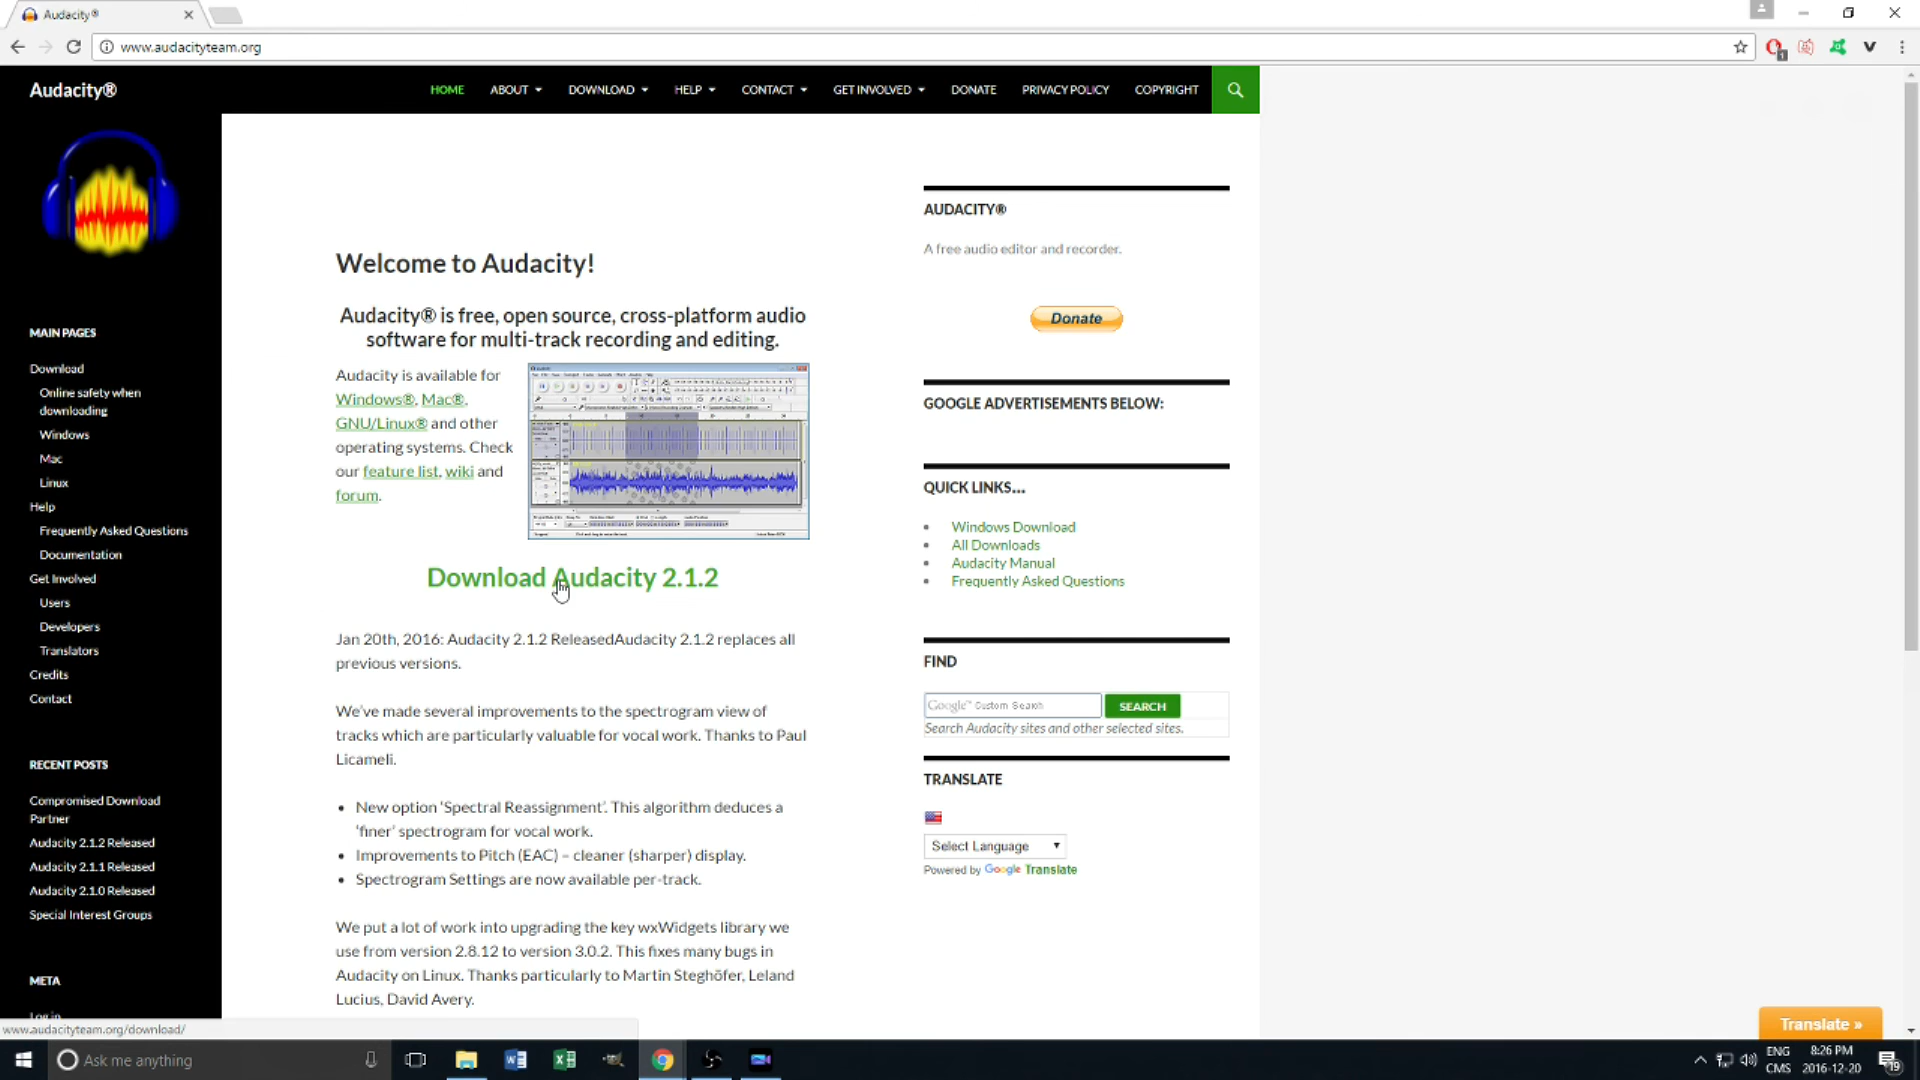 Audacity®
www.audacityteam.org
Audacity®
HOME ABOUT DOWNLOAD HELP CONTACT GET INVOLVED DONATE PRIVACY POLICY COPYRIGHT
MAIN PAGES
Download
Online safety when
downloading
Windows
Mac
Linux
Help
Frequently Asked Questions
Documentation
Get Involved
Users
Developers
Translators
Credits
Contact
RECENT POSTS
Compromised Download
Partner
Audacity 2.1.2 Released
Audacity 2.1.1 Released
Audacity 2.1.0 Released
Special Interest Groups
META
Log in
Welcome to Audacity!
Audacity® is free, open source, cross-platform audio
software for multi-track recording and editing.
Audacity is available for
Windows®, Mac®,
GNU/Linux® and other
operating systems. Check
our feature list, wiki and
forum.
Download Audacity 2.1.2
Jan 20th, 2016: Audacity 2.1.2 ReleasedAudacity 2.1.2 replaces all
previous versions.
We've made several improvements to the spectrogram view of
tracks which are particularly valuable for vocal work. Thanks to Paul
Licameli.
• New option 'Spectral Reassignment'. This algorithm deduces a
'finer' spectrogram for vocal work.
• Improvements to Pitch (EAC) – cleaner (sharper) display.
• Spectrogram Settings are now available per-track.
We put a lot of work into upgrading the key wxWidgets library we
use from version 2.8.12 to version 3.0.2. This fixes many bugs in
Audacity on Linux. Thanks particularly to Martin Steghöfer, Leland
Lucius, David Avery.
AUDACITY®
A free audio editor and recorder.
Donate
GOOGLE ADVERTISEMENTS BELOW:
QUICK LINKS...
• Windows Download
• All Downloads
• Audacity Manual
• Frequently Asked Questions
FIND
Google™ Custom Search SEARCH
Search Audacity sites and other selected sites.
TRANSLATE
Select Language
Powered by Google Translate
Translate »
www.audacityteam.org/download/
Ask me anything
ENG
CMS
8:26 PM
2016-12-20
19